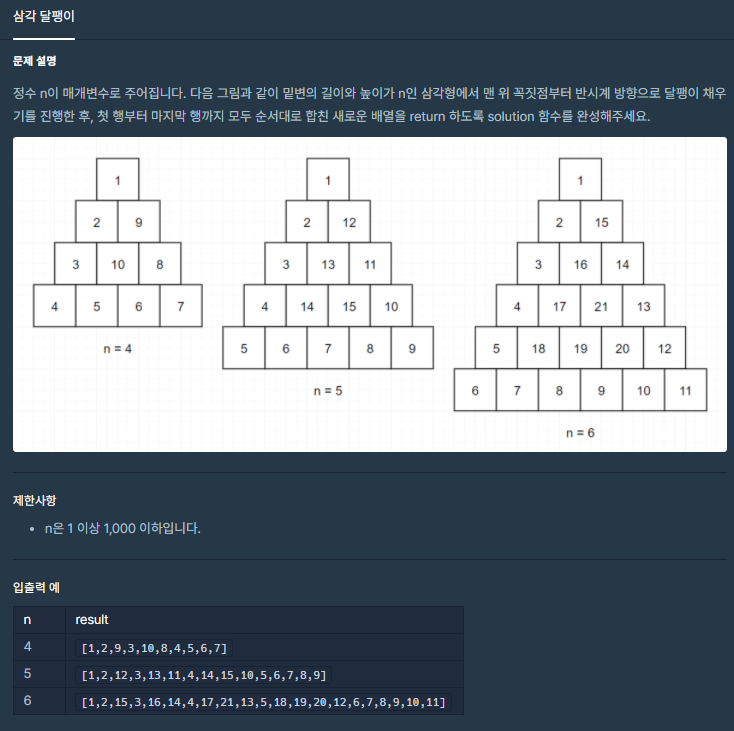 삼각 달팽이
문제 설명
정수 n이 매개변수로 주어집니다. 다음 그림과 같이 밑변의 길이와 높이가 n인 삼각형에서 맨 위 꼭짓점부터 반시계 방향으로 달팽이 채우
기를 진행한 후, 첫 행부터 마지막 행까지 모두 순서대로 합친 새로운 배열을 return 하도록 solution 함수를 완성해주세요.
1
2 9
3 10 8
4 5 6 7
n = 4
1
2 12
3 13 11
4 14 15 10
5 6 7 8 9
n = 5
1
2 15
3 16 14
4 17 21 13
5 18 19 20 12
6 7 8 9 10 11
n = 6
제한사항
• n은 1 이상 1,000 이하입니다.
입출력 예
n result
4 [1,2,9,3,10,8,4,5,6,7]
5 [1,2,12,3,13,11,4,14,15,10,5,6,7,8,9]
6 [1,2,15,3,16,14,4,17,21,13,5,18,19,20,12,6,7,8,9,10,11]